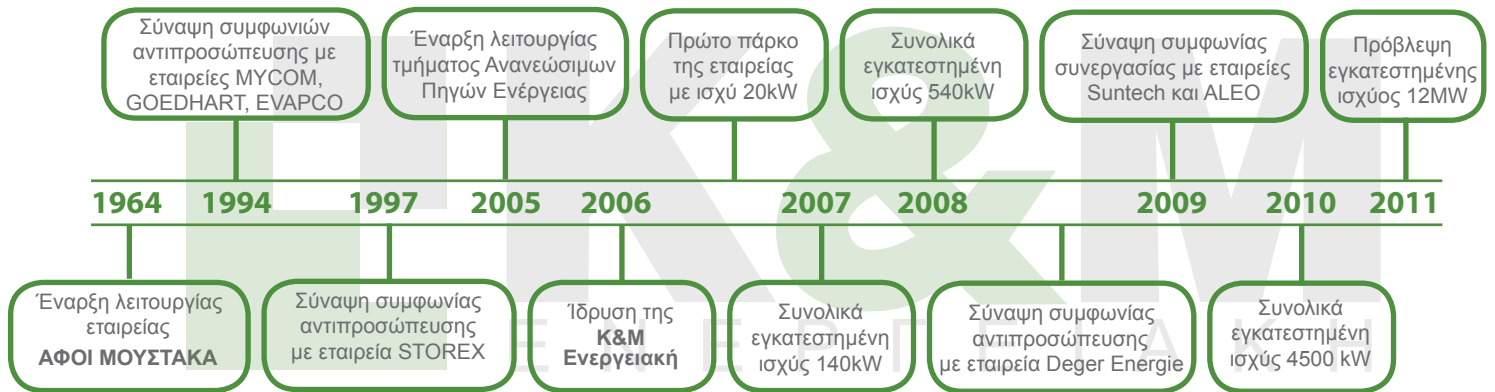 Σύναψη συμφωνιών
αντιπροσώπευσης με
εταιρείες MYCOM,
GOEDHART, EVAPCO
Έναρξη λειτουργίας
τμήματος Ανανεώσιμων
Πηγών Ενέργειας
Πρώτο πάρκο
της εταιρείας
με ισχύ 20kW
Συνολικά
εγκατεστημένη
ισχύς 540kW
Σύναψη συμφωνίας
συνεργασίας με εταιρείες
Suntech και ALEO
Πρόβλεψη
εγκατεστημένης
ισχύος 12MW
1964 1994 1997 2005 2006 2007 2008 2009 2010 2011
Έναρξη λειτουργίας
εταιρείας
ΑΦΟΙ ΜΟΥΣΤΑΚΑ
Σύναψη συμφωνίας
αντιπροσώπευσης
με εταιρεία STOREX
Ίδρυση της
K&M
Ενεργειακή
Συνολικά
εγκατεστημένη
ισχύς 140kW
Σύναψη συμφωνίας
αντιπροσώπευσης
με εταιρεία Deger Energie
Συνολικά
εγκατεστημένη
ισχύς 4500 kW
K&M
ΕΝΕΡΓΕΙΑΚΗ